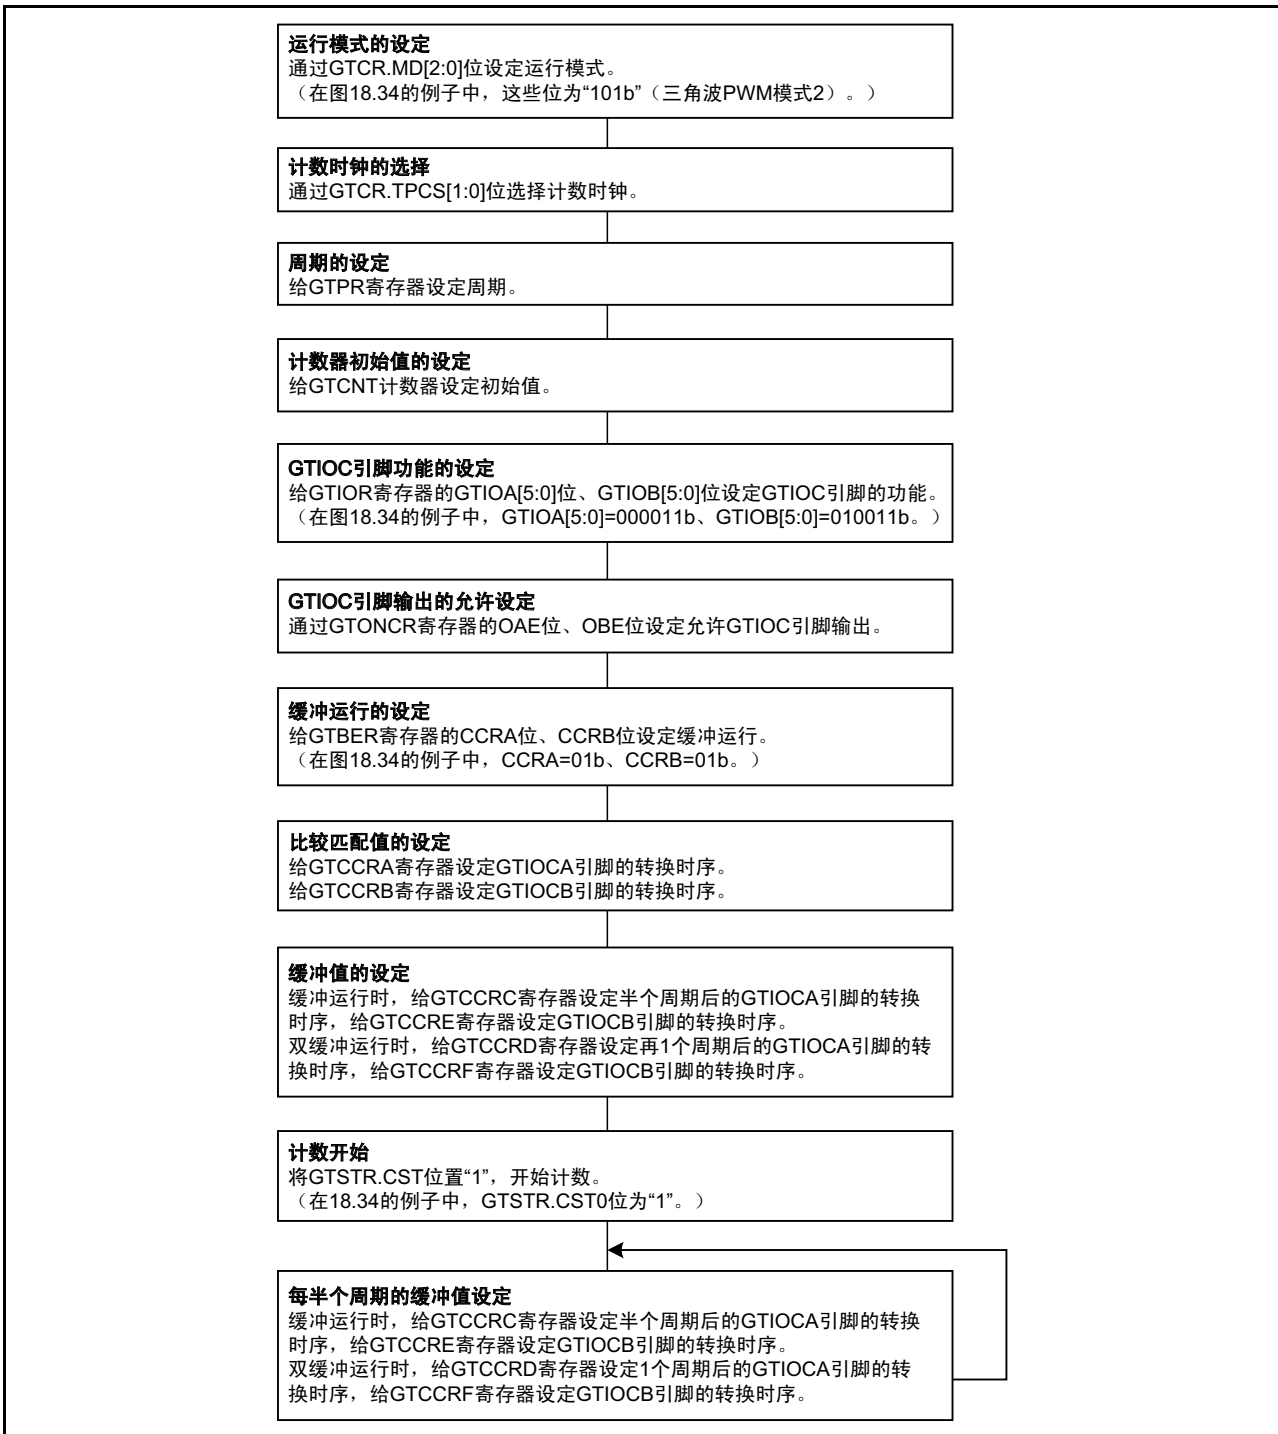 运行模式的设定
通过GTCR.MD[2:0]位设定运行模式。
（在图18.34的例子中，这些位为“101b”（三角波PWM模式2）。）
计数时钟的选择
通过GTCR.TPCS[1:0]位选择计数时钟。
周期的设定
给GTPR寄存器设定周期。
计数器初始值的设定
给GTCNT计数器设定初始值。
GTIOC引脚功能的设定
给GTIOR寄存器的GTIOA[5:0]位、GTIOB[5:0]位设定GTIOC引脚的功能。
（在图18.34的例子中，GTIOA[5:0]=000011b、GTIOB[5:0]=010011b。）
GTIOC引脚输出的允许设定
通过GTONCR寄存器的OAE位、OBE位设定允许GTIOC引脚输出。
缓冲运行的设定
给GTBER寄存器的CCRA位、CCRB位设定缓冲运行。
（在图18.34的例子中，CCRA=01b、CCRB=01b。）
比较匹配值的设定
给GTCCRA寄存器设定GTIOCA引脚的转换时序。
给GTCCRB寄存器设定GTIOCB引脚的转换时序。
缓冲值的设定
缓冲运行时，给GTCCRC寄存器设定半个周期后的GTIOCA引脚的转换
时序，给GTCCRE寄存器设定GTIOCB引脚的转换时序。
双缓冲运行时，给GTCCRD寄存器设定再1个周期后的GTIOCA引脚的转
换时序，给GTCCRF寄存器设定GTIOCB引脚的转换时序。
计数开始
将GTSTR.CST位置“1”，开始计数。
（在18.34的例子中，GTSTR.CST0位为“1”。）
每半个周期的缓冲值设定
缓冲运行时，给GTCCRC寄存器设定半个周期后的GTIOCA引脚的转换
时序，给GTCCRE寄存器设定GTIOCB引脚的转换时序。
双缓冲运行时，给GTCCRD寄存器设定1个周期后的GTIOCA引脚的转
换时序，给GTCCRF寄存器设定GTIOCB引脚的转换时序。